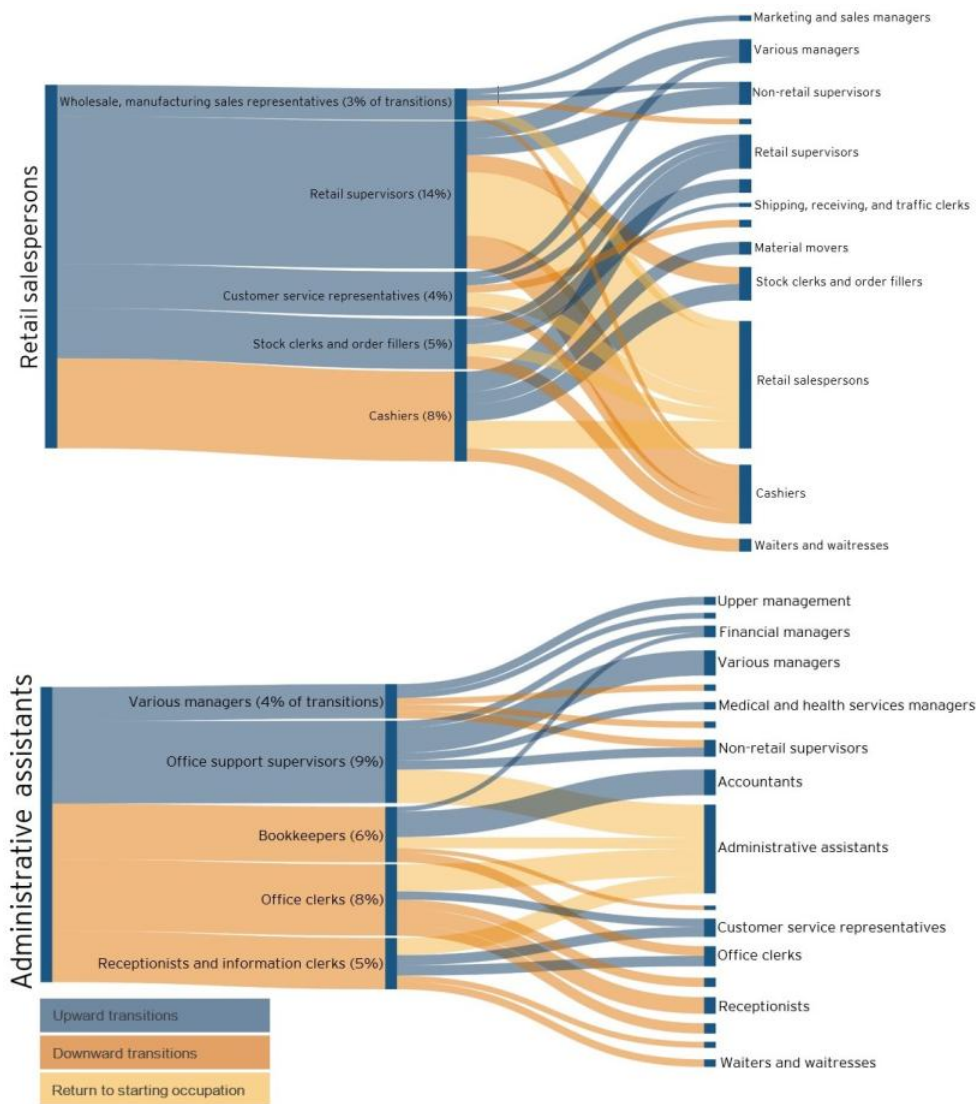 Retail salespersons
Wholesale, manufacturing sales representatives (3% of transitions)
Retail supervisors (14%)
Customer service representatives (4%)
Stock clerks and order fillers (5%)
Cashiers (8%)
Marketing and sales managers
Various managers
Non-retail supervisors
Retail supervisors
Shipping, receiving, and traffic clerks
Material movers
Stock clerks and order fillers
Retail salespersons
Cashiers
Waiters and waitresses
Administrative assistants
Various managers (4% of transitions)
Office support supervisors (9%)
Bookkeepers (6%)
Office clerks (8%)
Receptionists and information clerks (5%)
Upper management
Financial managers
Various managers
Medical and health services managers
Non-retail supervisors
Accountants
Administrative assistants
Customer service representatives
Office clerks
Receptionists
Waiters and waitresses
Upward transitions
Downward transitions
Return to starting occupation